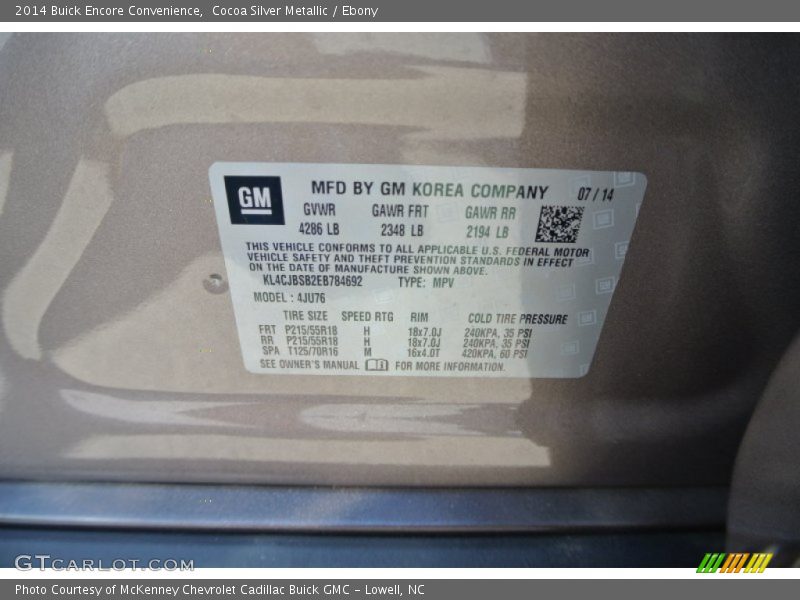 2014 Buick Encore Convenience, Cocoa Silver Metallic / Ebony
GM
MFD BY GM KOREA COMPANY 07 / 14
GVWR GAWR FRT GAWR RR
4286 LB 2348 LB 2194 LB
THIS VEHICLE CONFORMS TO ALL APPLICABLE U.S. FEDERAL MOTOR
VEHICLE SAFETY AND THEFT PREVENTION STANDARDS IN EFFECT
ON THE DATE OF MANUFACTURE SHOWN ABOVE.
KL4CJBSB2EB784692 TYPE: MPV
MODEL : 4JU76
TIRE SIZE SPEED RTG RIM COLD TIRE PRESSURE
FRT P215/55R18 H 18x7.0J 240KPA, 35 PSI
RR P215/55R18 H 18x7.0J 240KPA, 35 PSI
SPA T125/70R16 M 16x4.0T 420KPA, 60 PSI
SEE OWNER'S MANUAL FOR MORE INFORMATION.
GTCARLOT.COM
Photo Courtesy of McKenney Chevrolet Cadillac Buick GMC - Lowell, NC